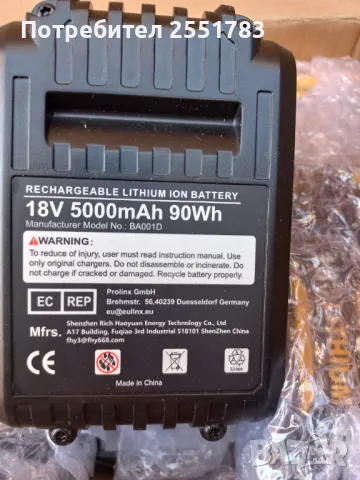 Потребител 2551783
RECHARGEABLE LITHIUM ION BATTERY
18V 5000mAh 90Wh
Manufacturer Model No.: BA001D
WARNING:
To reduce of injury, user must read instruction manual. Use
only original chargers. Do not disassemble or incinerate. Do
not charge if cracked or damaged. Recycle after use.
EC REP
Prolinx GmbH
Brehmstr. 56,40239 Duesseldorf Germany
eu@eulinx.eu
Mfrs.
Shenzhen Rich Haoyuan Energy Technology Co., Ltd
A17 Building, Fuqiao 3rd Industrial 518101 ShenZhen China
fhy3@fhy668.com
CE
Li-ion
Made in China
BAZAR